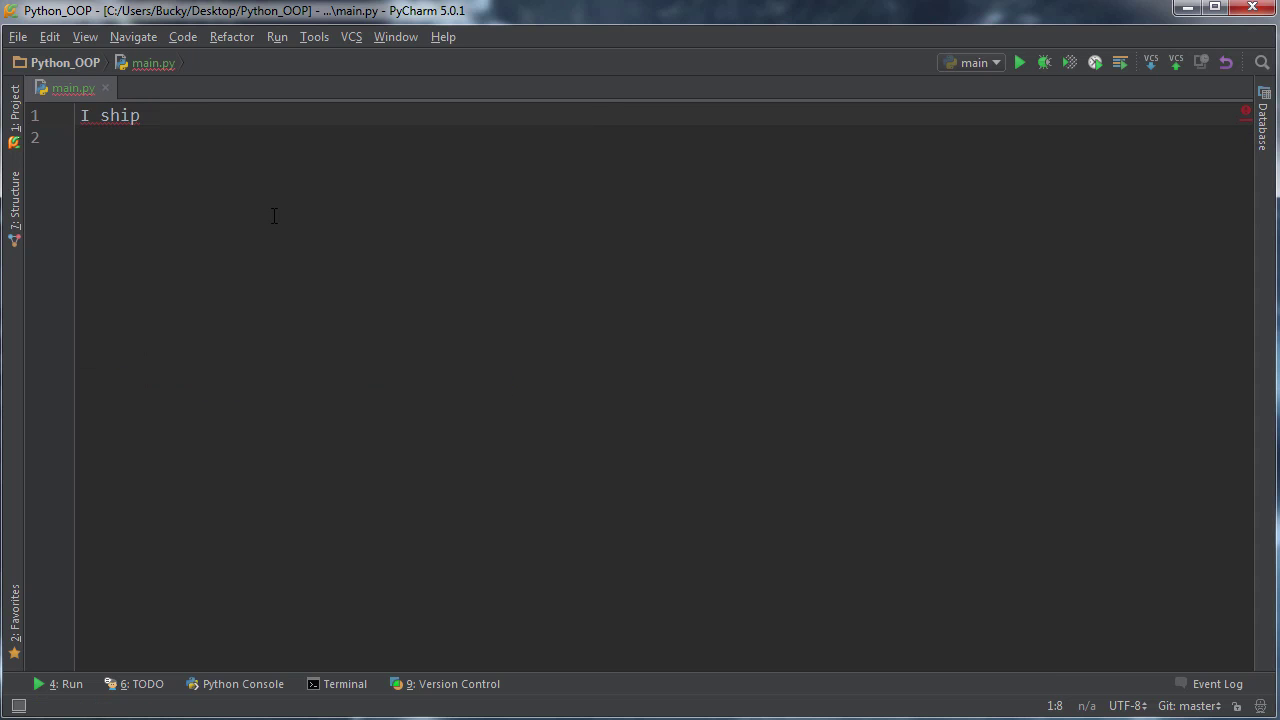 Python_OOP - [C:/Users/Bucky/Desktop/Python_OOP] - ...\main.py - PyCharm 5.0.1
File Edit View Navigate Code Refactor Run Tools VCS Window Help
Python_OOP main.py main VCS VCS
main.py
1: Project
7: Structure
2: Favorites
1 I ship
2
Database
4: Run 6: TODO Python Console Terminal 9: Version Control Event Log
1:8 n/a UTF-8 Git: master